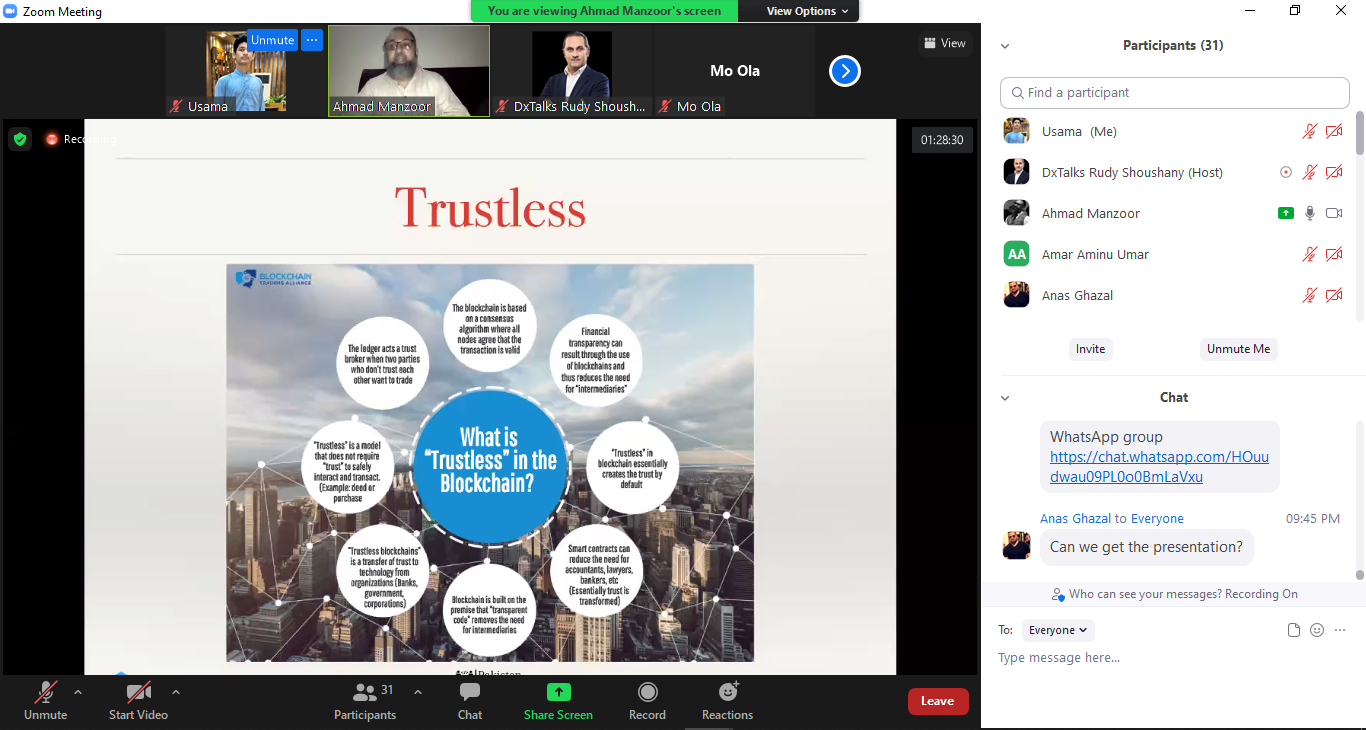 Zoom Meeting
You are viewing Ahmad Manzoor's screen
View Options
Unmute
...
Usama
Ahmad Manzoor
DxTalks Rudy Shoush...
Mo Ola
Mo Ola
View
Recording
01:28:30
Trustless
BLOCKCHAIN
TRADERS ALLIANCE
The blockchain is based
on a consensus
algorithm where all
nodes agree that the
transaction is valid
The ledger acts a trust
broker when two parties
who don't trust each
other want to trade
Financial
transparency can
result through the use
of blockchains and
thus reduces the need
for "intermediaries"
What is
"Trustless" in the
Blockchain?
"Trustless" is a model
that does not require
"trust" to safely
interact and transact.
(Example: deed or
purchase
"Trustless" in
blockchain essentially
creates the trust by
default
"Trustless blockchains"
is a transfer of trust to
technology from
organizations (Banks,
government,
corporations)
Smart contracts can
reduce the need for
accountants, lawyers,
bankers, etc
(Essentially trust is
transformed)
Blockchain is built on the
premise that "transparent
code" removes the need
for intermediaries
Pakistan
Unmute
Start Video
31
Participants
Chat
Share Screen
Record
Reactions
Leave
Participants (31)
Find a participant
Usama (Me)
DxTalks Rudy Shoushany (Host)
Ahmad Manzoor
AA
Amar Aminu Umar
Anas Ghazal
Invite
Unmute Me
Chat
WhatsApp group
https://chat.whatsapp.com/HOuu
dwau09PL0o0BmLaVxu
Anas Ghazal to Everyone
09:45 PM
Can we get the presentation?
Who can see your messages? Recording On
To:
Everyone
...
Type message here...